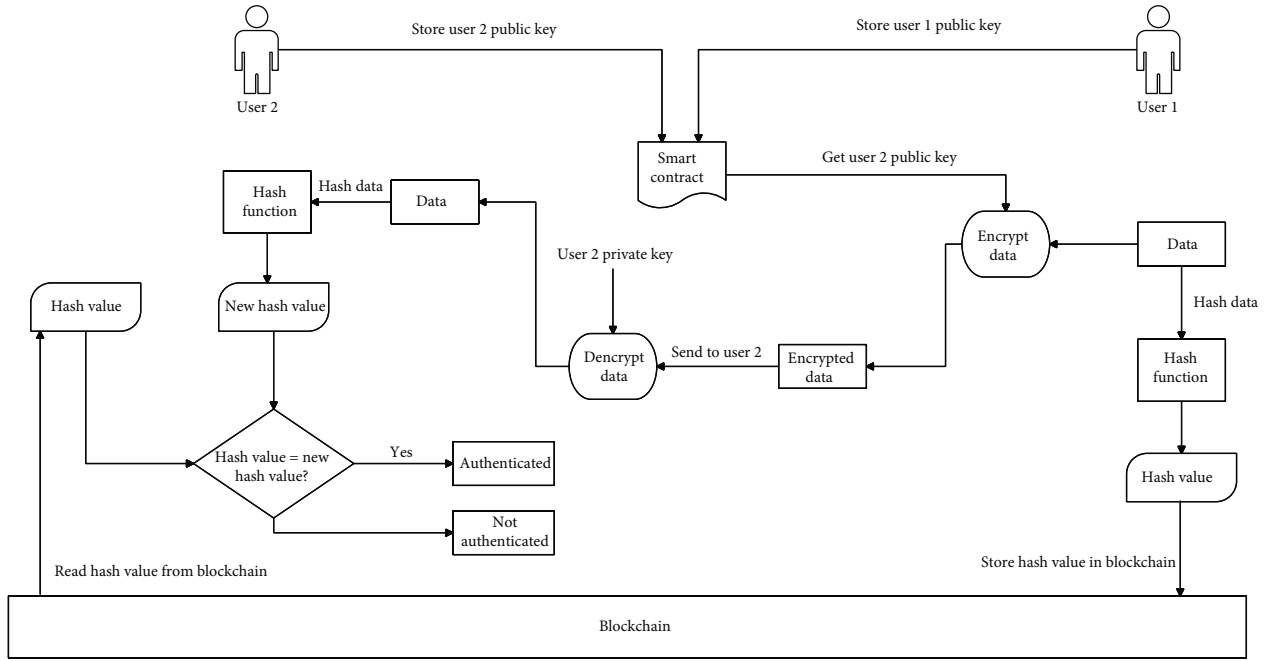 Store user 2 public key
Store user 1 public key
User 2
User 1
Smart
contract
Get user 2 public key
Hash
function
Hash data
Data
Encrypt
data
Data
User 2 private key
Hash value
New hash value
Hash data
Dencrypt
data
Send to user 2
Encrypted
data
Hash
function
Hash value = new
hash value?
Yes
Authenticated
Hash value
Not
authenticated
Read hash value from blockchain
Store hash value in blockchain
Blockchain